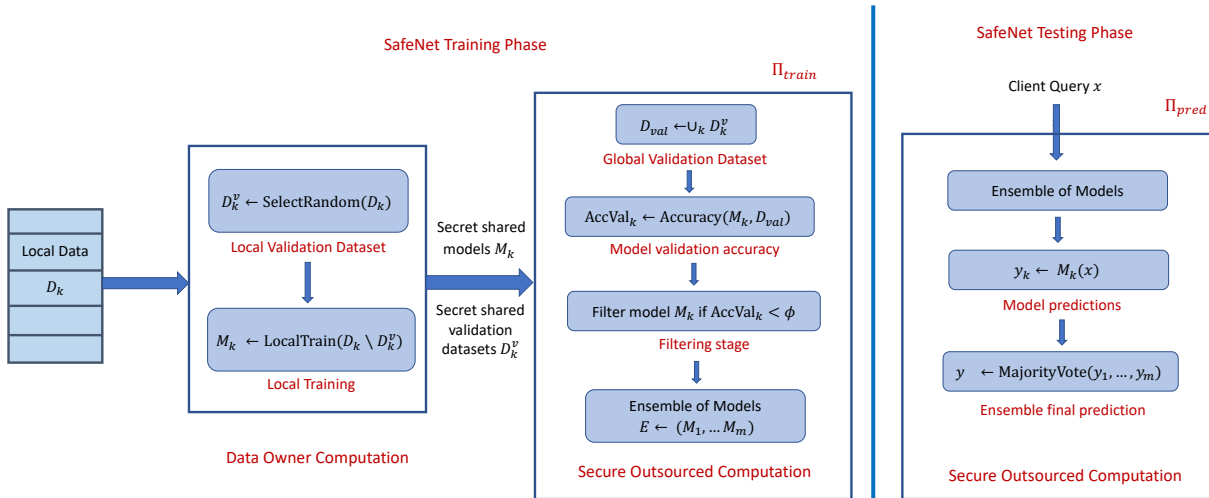 SafeNet Training Phase
Local Data
D_k
D_k^v ← SelectRandom(D_k)
Local Validation Dataset
M_k ← LocalTrain(D_k \ D_k^v)
Local Training
Data Owner Computation
Secret shared
models M_k
Secret shared
validation
datasets D_k^v
Π_train
D_val ←∪_k D_k^v
Global Validation Dataset
AccVal_k ← Accuracy(M_k, D_val)
Model validation accuracy
Filter model M_k if AccVal_k < ϕ
Filtering stage
Ensemble of Models
E ← (M_1, … M_m)
Secure Outsourced Computation
SafeNet Testing Phase
Client Query x
Π_pred
Ensemble of Models
y_k ← M_k(x)
Model predictions
y ← MajorityVote(y_1, … , y_m)
Ensemble final prediction
Secure Outsourced Computation